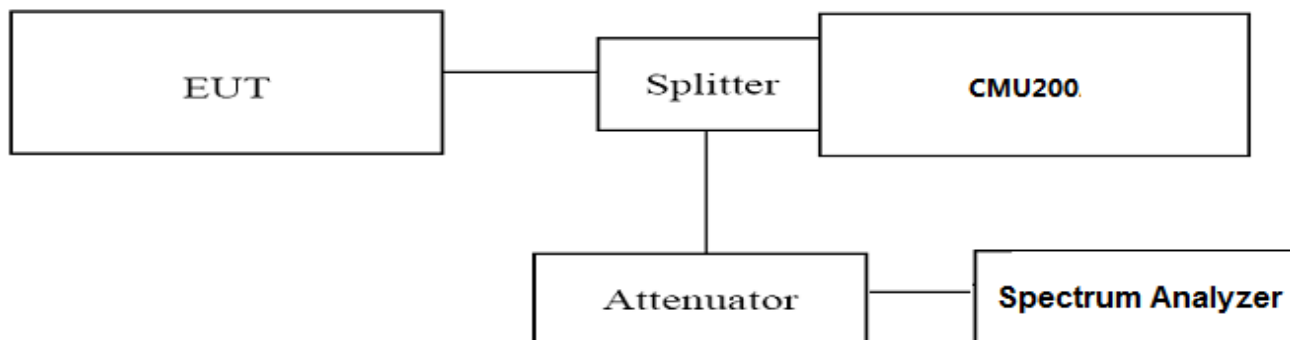 EUT
Splitter
CMU200
Attenuator
Spectrum Analyzer